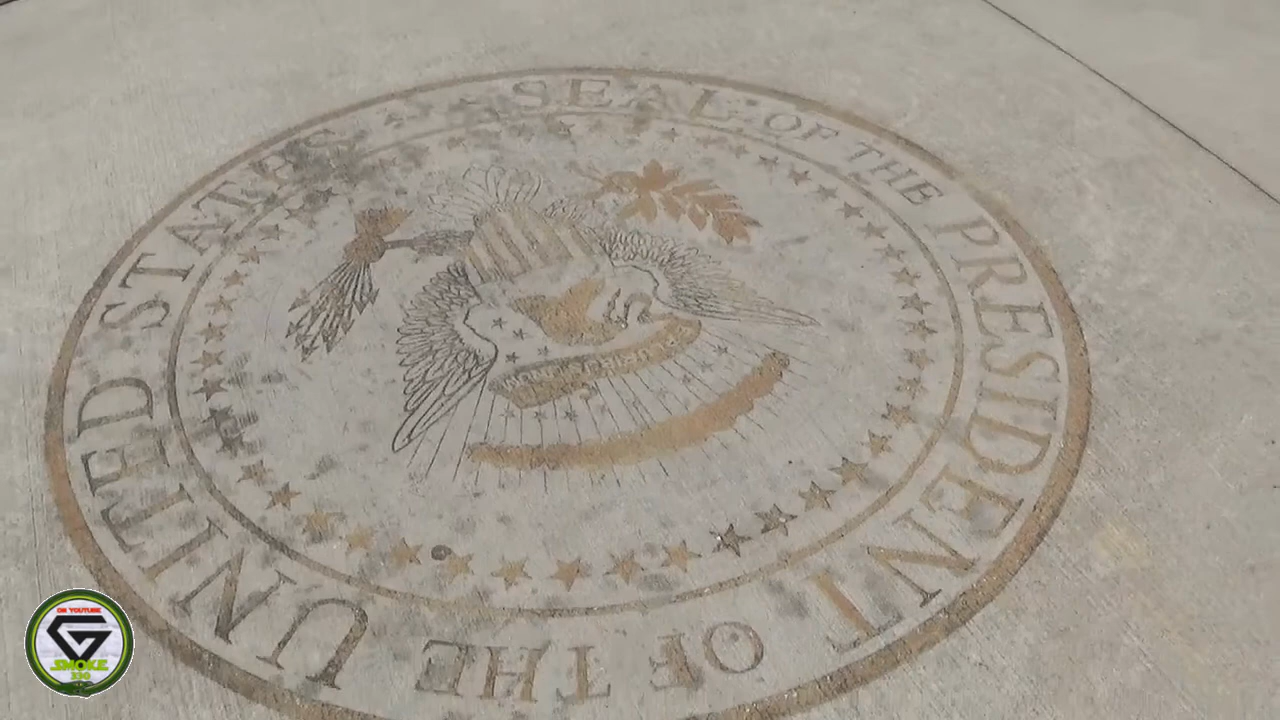 SEAL OF THE PRESIDENT OF THE UNITED STATES
ON YOUTUBE
SMOKE